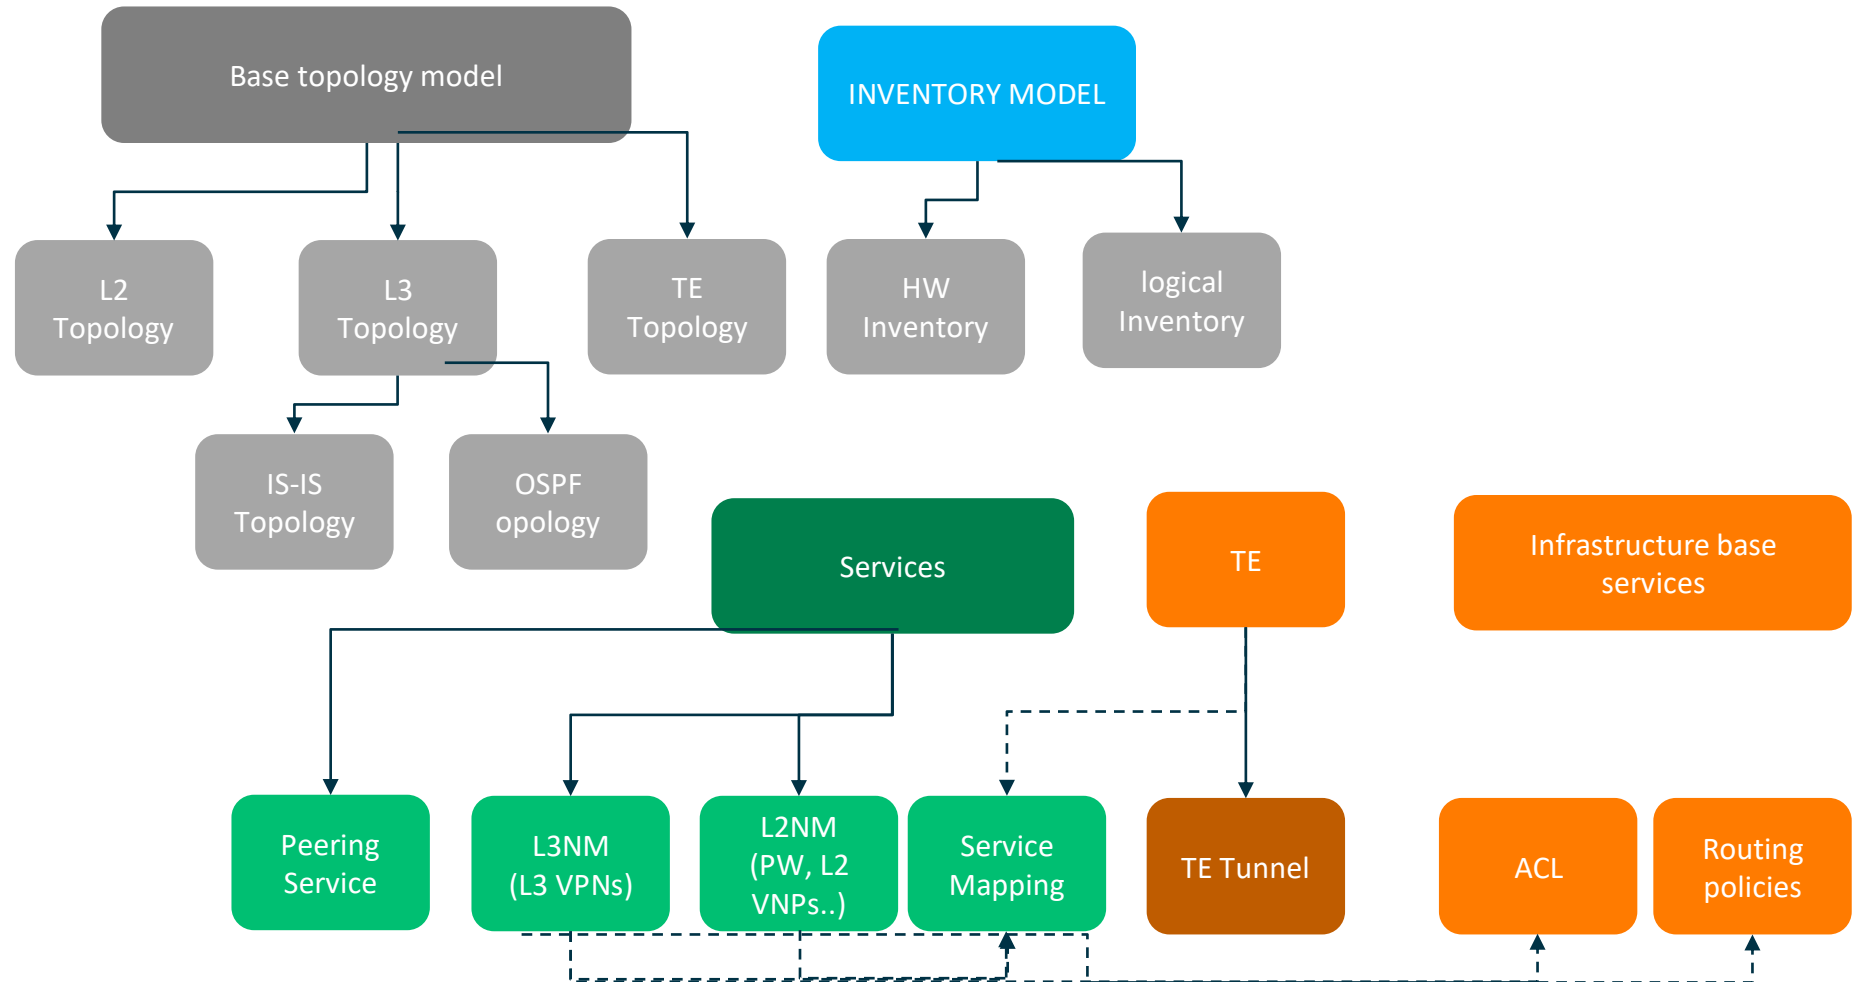 Base topology model
INVENTORY MODEL
L2
Topology
L3
Topology
TE
Topology
HW
Inventory
logical
Inventory
IS-IS
Topology
OSPF
opology
Services
TE
Infrastructure base
services
Peering
Service
L3NM
(L3 VPNs)
L2NM
(PW, L2
VNPs..)
Service
Mapping
TE Tunnel
ACL
Routing
policies